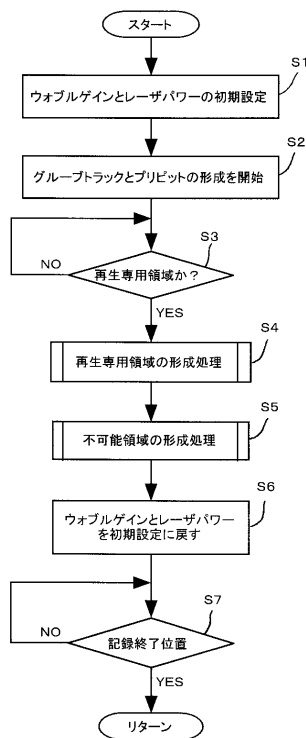 スタート
S1
ウォブルゲインとレーザパワーの初期設定
S2
グルーブトラックとプリピットの形成を開始
S3
再生専用領域か？
NO
YES
S4
再生専用領域の形成処理
S5
不可能領域の形成処理
S6
ウォブルゲインとレーザパワー
を初期設定に戻す
S7
記録終了位置
NO
YES
リターン